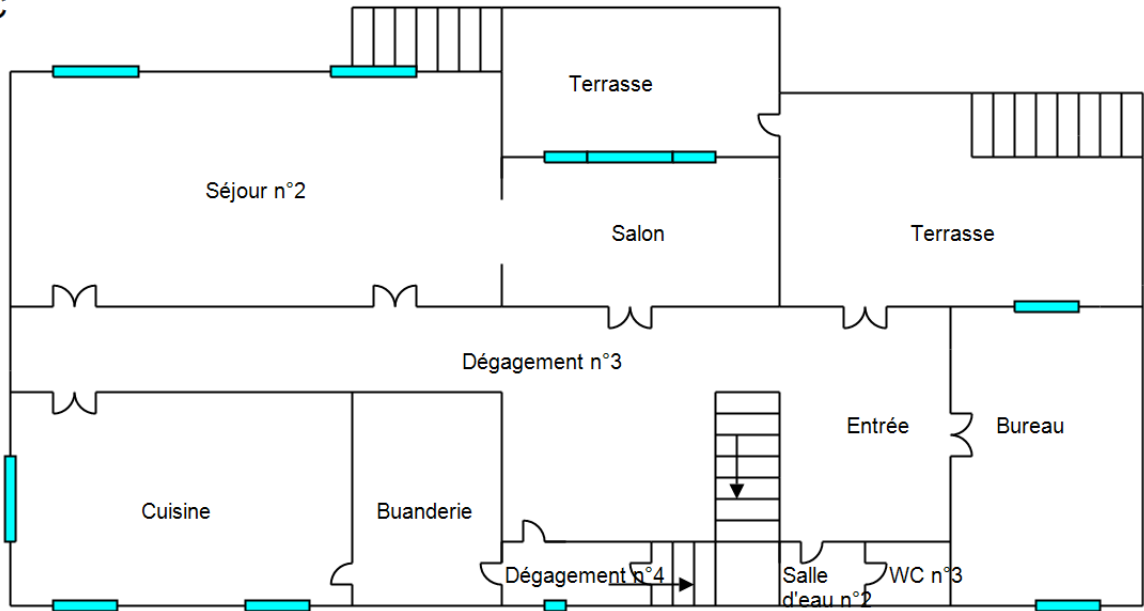 Terrasse
Séjour n°2
Salon
Terrasse
Dégagement n°3
Entrée
Bureau
Cuisine
Buanderie
Dégagement n°4
Salle
d'eau n°2
WC n°3